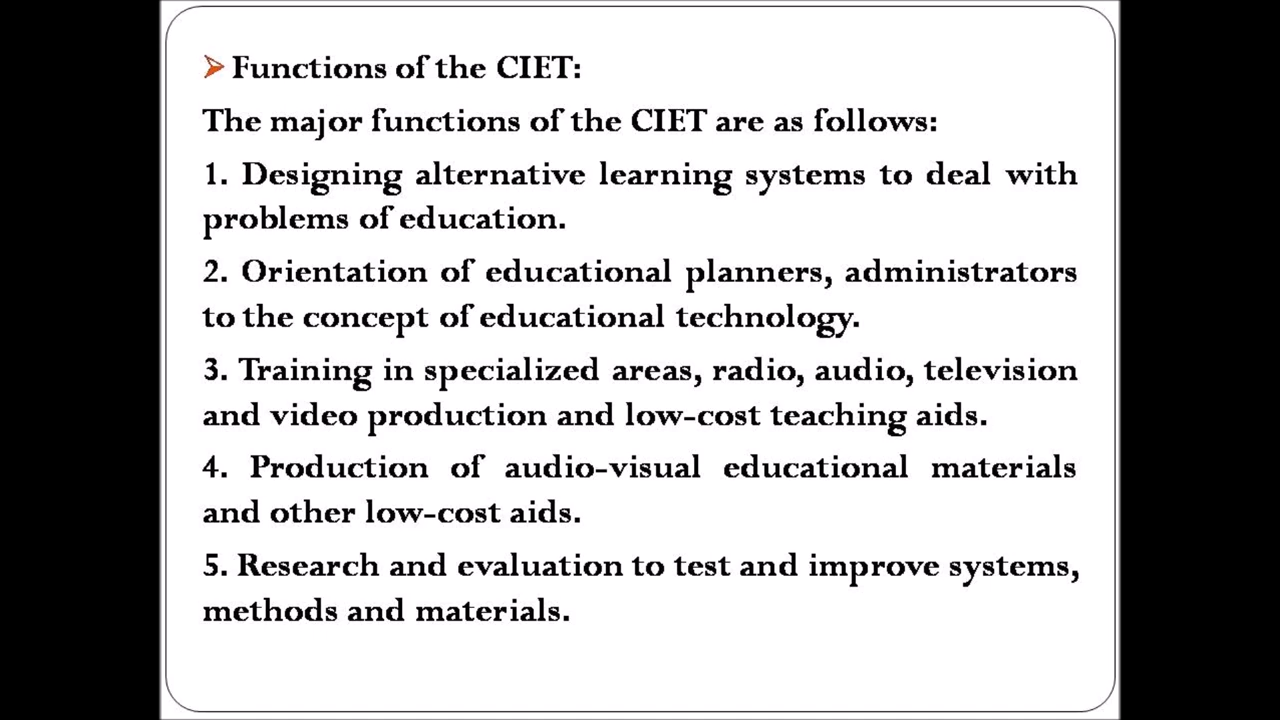 Functions of the CIET:
The major functions of the CIET are as follows:
1. Designing alternative learning systems to deal with
problems of education.
2. Orientation of educational planners, administrators
to the concept of educational technology.
3. Training in specialized areas, radio, audio, television
and video production and low-cost teaching aids.
4. Production of audio-visual educational materials
and other low-cost aids.
5. Research and evaluation to test and improve systems,
methods and materials.